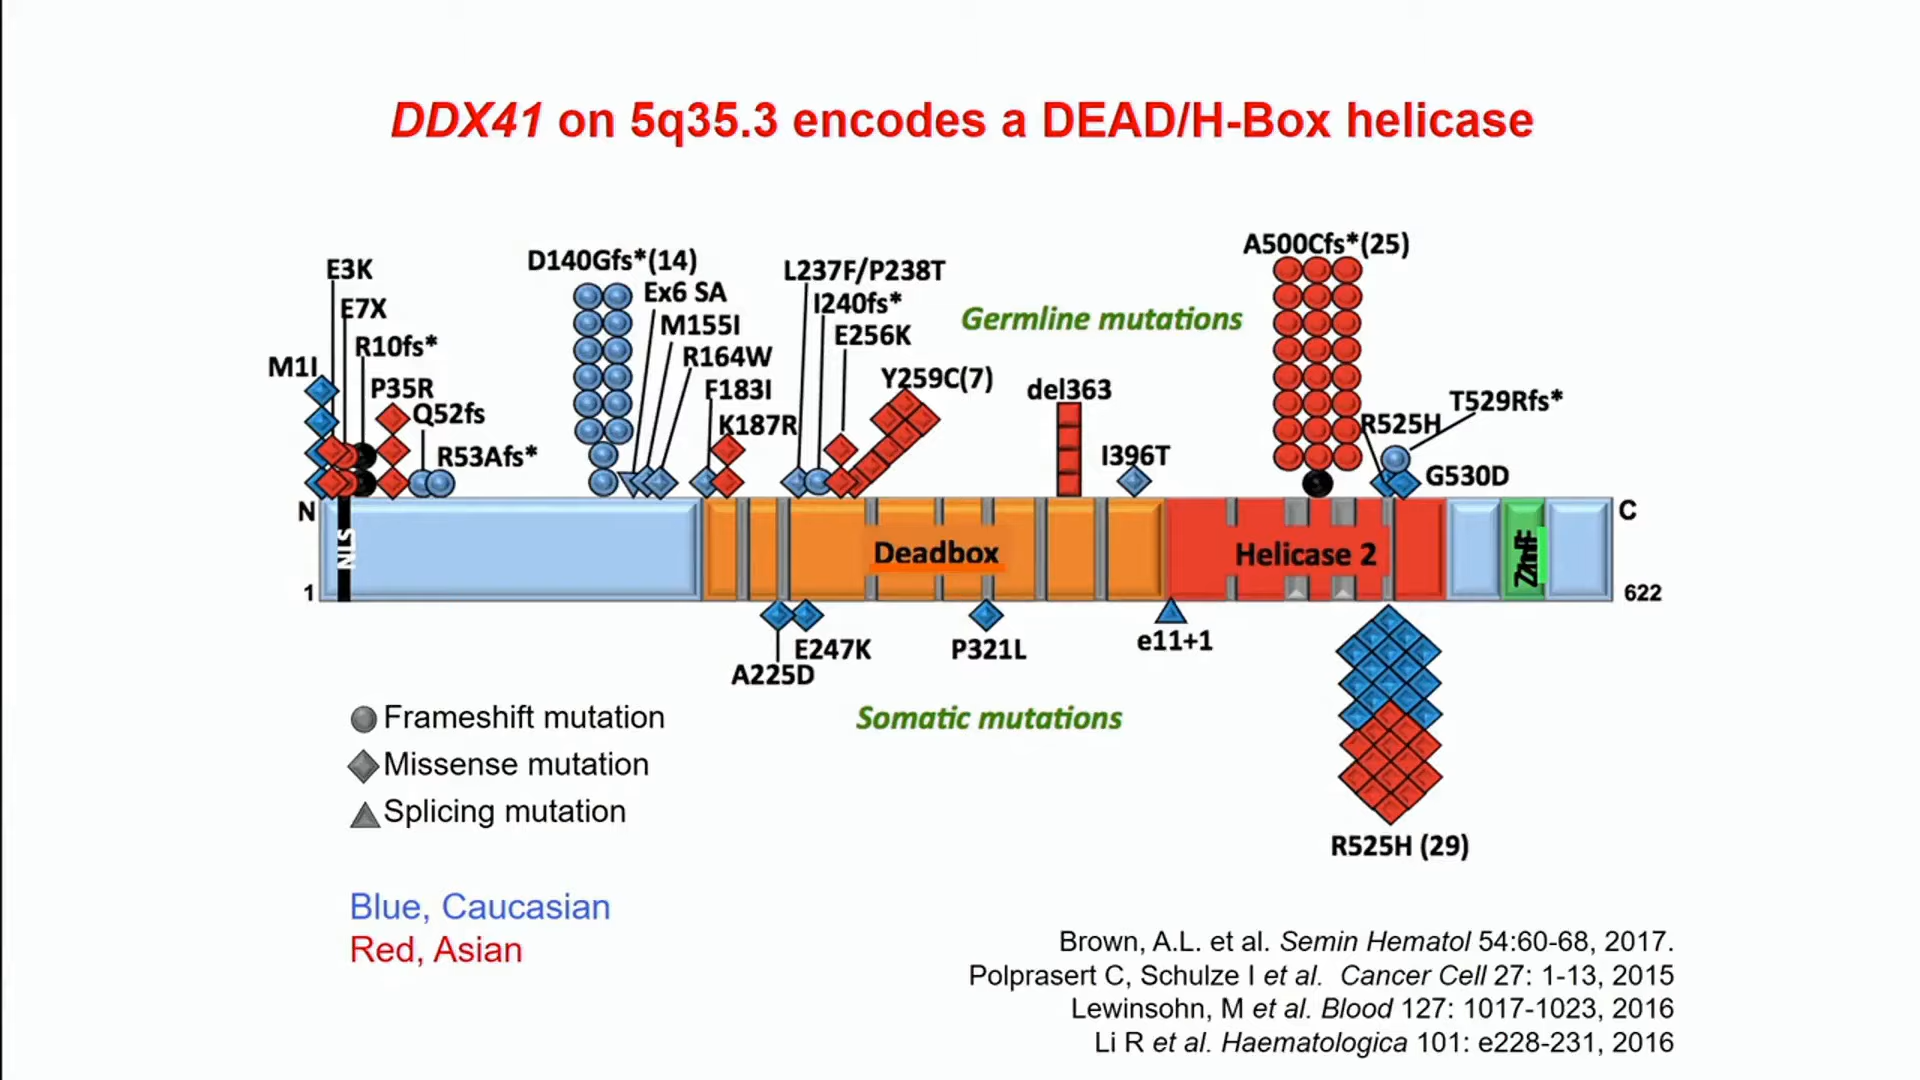 DDX41 on 5q35.3 encodes a DEAD/H-Box helicase
A500Cfs*(25)
D140Gfs*(14)
E3K
L237F/P238T
Ex6 SA
I240fs*
E7X
Germline mutations
M155I
E256K
R10fs*
R164W
M1I
Y259C(7)
P35R
F183I
del363
T529Rfs*
Q52fs
K187R
R525H
R53Afs*
I396T
G530D
N
C
NLS
Deadbox
Helicase 2
ZnF
1
622
E247K
P321L
e11+1
A225D
Somatic mutations
Frameshift mutation
Missense mutation
Splicing mutation
R525H (29)
Blue, Caucasian
Red, Asian
Brown, A.L. et al. Semin Hematol 54:60-68, 2017.
Polprasert C, Schulze I et al. Cancer Cell 27: 1-13, 2015
Lewinsohn, M et al. Blood 127: 1017-1023, 2016
Li R et al. Haematologica 101: e228-231, 2016